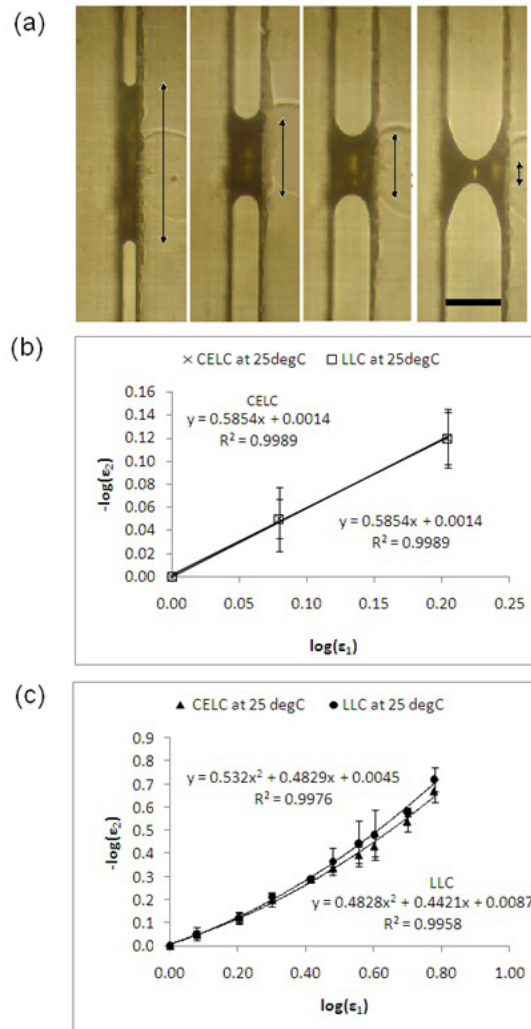 (a)
(b)
× CELC at 25degC □ LLC at 25degC
0.16
0.14
0.12
0.10
0.08
0.06
0.04
0.02
0.00
-log(ε₂)
CELC
y = 0.5854x + 0.0014
R² = 0.9989
y = 0.5854x + 0.0014
R² = 0.9989
0.00 0.05 0.10 0.15 0.20 0.25
log(ε₁)
(c)
▲ CELC at 25 degC ● LLC at 25 degC
0.9
0.8
0.7
0.6
0.5
0.4
0.3
0.2
0.1
0.0
-log(ε₂)
y = 0.532x² + 0.4829x + 0.0045
R² = 0.9976
LLC
y = 0.4828x² + 0.4421x + 0.0087
R² = 0.9958
0.00 0.20 0.40 0.60 0.80 1.00
log(ε₁)